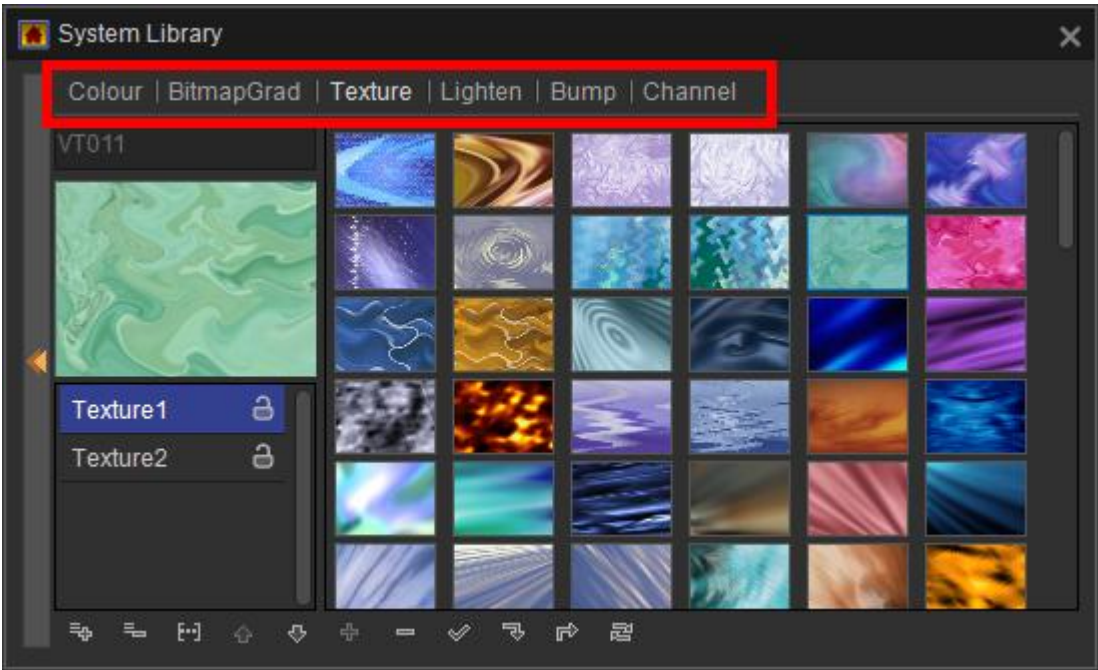 System Library
Colour | BitmapGrad | Texture | Lighten | Bump | Channel
VT011
Texture1
Texture2